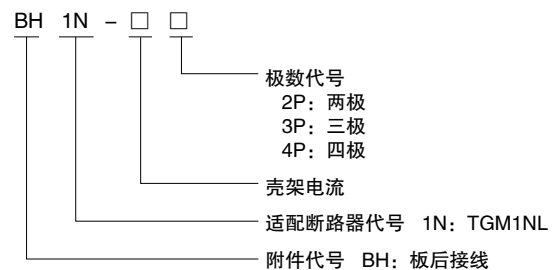 BH 1N – □ □
极数代号
2P：两极
3P：三极
4P：四极
壳架电流
适配断路器代号 1N：TGM1NL
附件代号 BH：板后接线